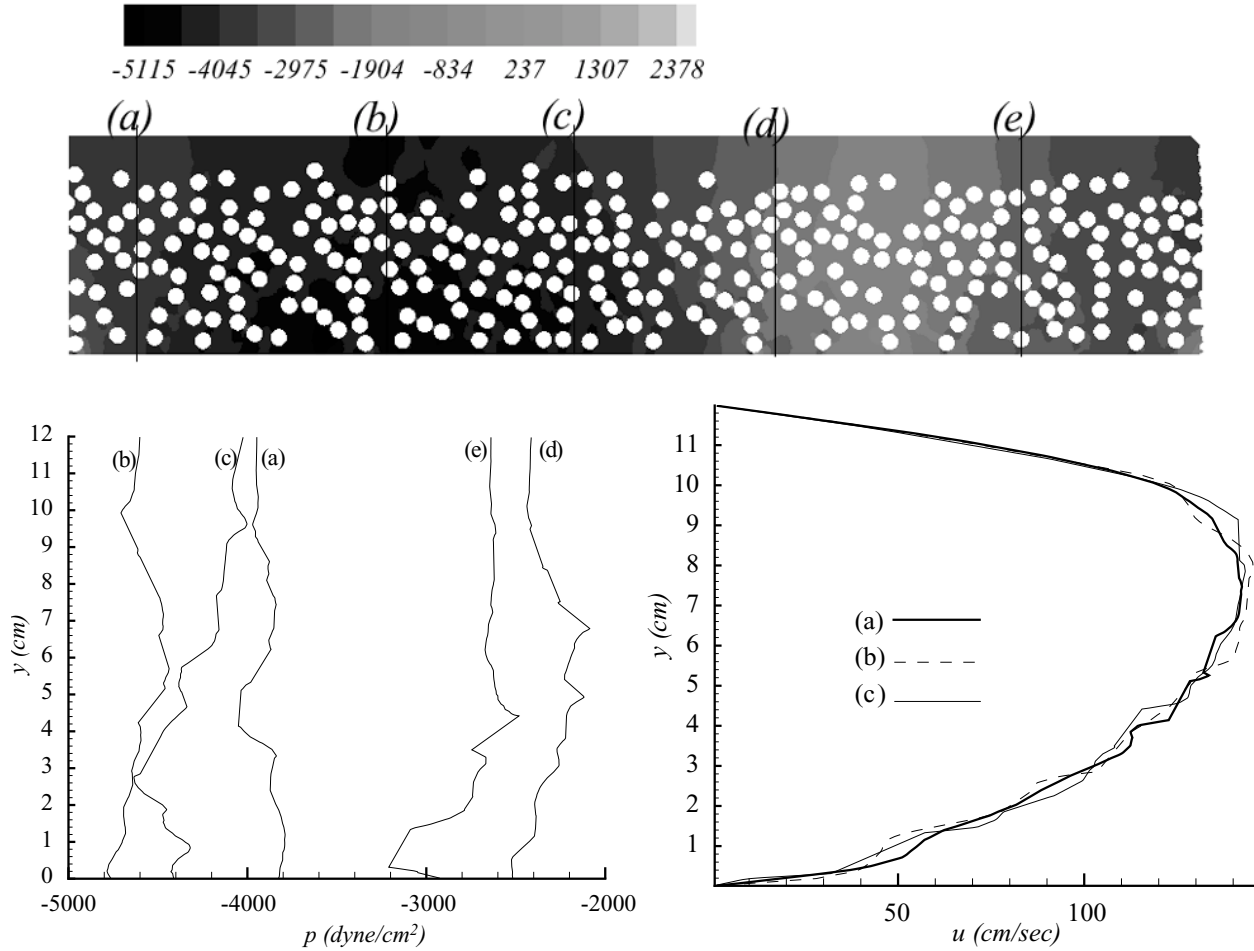 -5115 -4045 -2975 -1904 -834 237 1307 2378
(a) (b) (c) (d) (e)
12
11
10
9
8
7
6
5
4
3
2
1
0
y (cm)
(b) (c) (a) (e) (d)
-5000 -4000 -3000 -2000
p (dyne/cm²)
11
10
9
8
7
6
5
4
3
2
1
y (cm)
(a)
(b)
(c)
50 100
u (cm/sec)